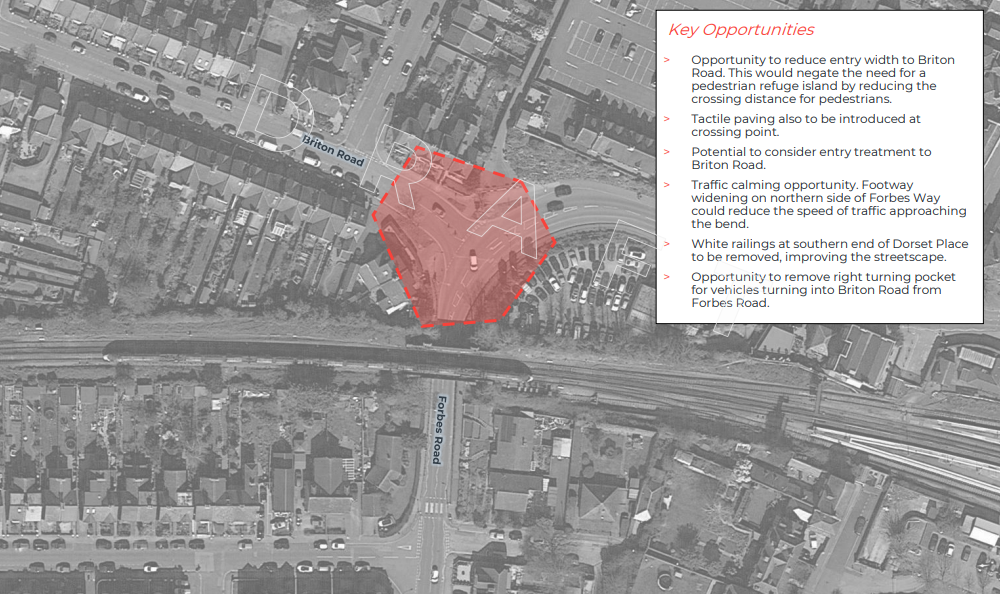 Key Opportunities
> Opportunity to reduce entry width to Briton
Road. This would negate the need for a
pedestrian refuge island by reducing the
crossing distance for pedestrians.
> Tactile paving also to be introduced at
crossing point.
> Potential to consider entry treatment to
Briton Road.
> Traffic calming opportunity. Footway
widening on northern side of Forbes Way
could reduce the speed of traffic approaching
the bend.
> White railings at southern end of Dorset Place
to be removed, improving the streetscape.
> Opportunity to remove right turning pocket
for vehicles turning into Briton Road from
Forbes Road.
Briton Road
Forbes Road